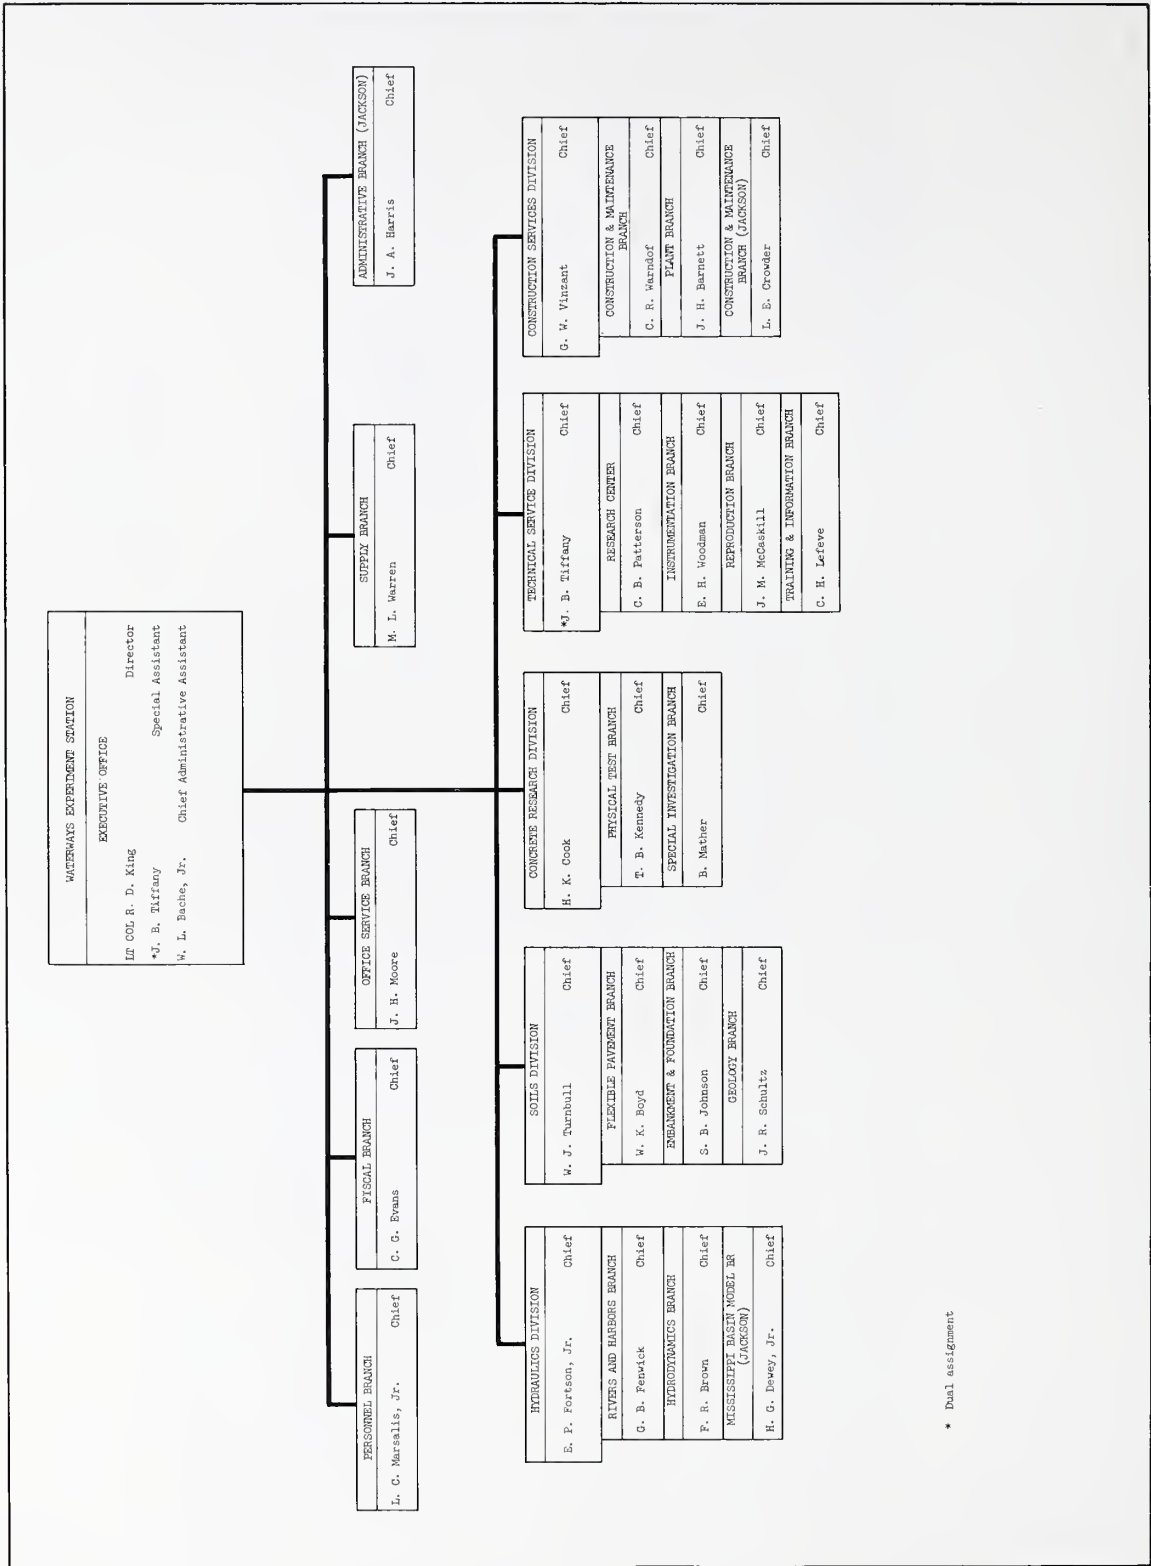 WATERWAYS EXPERIMENT STATION
EXECUTIVE OFFICE
LT COL R. D. King Director
*J. B. Tiffany Special Assistant
W. L. Bache, Jr. Chief Administrative Assistant
PERSONNEL BRANCH
L. C. Marsalis, Jr. Chief
FISCAL BRANCH
C. G. Evans Chief
OFFICE SERVICE BRANCH
J. H. Moore Chief
SUPPLY BRANCH
M. L. Warren Chief
ADMINISTRATIVE BRANCH (JACKSON)
J. A. Harris Chief
HYDRAULICS DIVISION
E. P. Fortson, Jr. Chief
RIVERS AND HARBORS BRANCH
G. B. Fenwick Chief
HYDRODYNAMICS BRANCH
F. R. Brown Chief
MISSISSIPPI BASIN MODEL BR
(JACKSON)
H. G. Dewey, Jr. Chief
SOILS DIVISION
W. J. Turnbull Chief
FLEXIBLE PAVEMENT BRANCH
W. K. Boyd Chief
EMBANKMENT & FOUNDATION BRANCH
S. B. Johnson Chief
GEOLOGY BRANCH
J. R. Schultz Chief
CONCRETE RESEARCH DIVISION
H. K. Cook Chief
PHYSICAL TEST BRANCH
T. B. Kennedy Chief
SPECIAL INVESTIGATION BRANCH
B. Mather Chief
TECHNICAL SERVICE DIVISION
*J. B. Tiffany Chief
RESEARCH CENTER
C. B. Patterson Chief
INSTRUMENTATION BRANCH
E. H. Woodman Chief
REPRODUCTION BRANCH
J. M. McCaskill Chief
TRAINING & INFORMATION BRANCH
C. H. Lefeve Chief
CONSTRUCTION SERVICES DIVISION
G. W. Vinzant Chief
CONSTRUCTION & MAINTENANCE
BRANCH
C. R. Warndof Chief
PLANT BRANCH
J. H. Barnett Chief
CONSTRUCTION & MAINTENANCE
BRANCH (JACKSON)
L. E. Crowder Chief
* Dual assignment